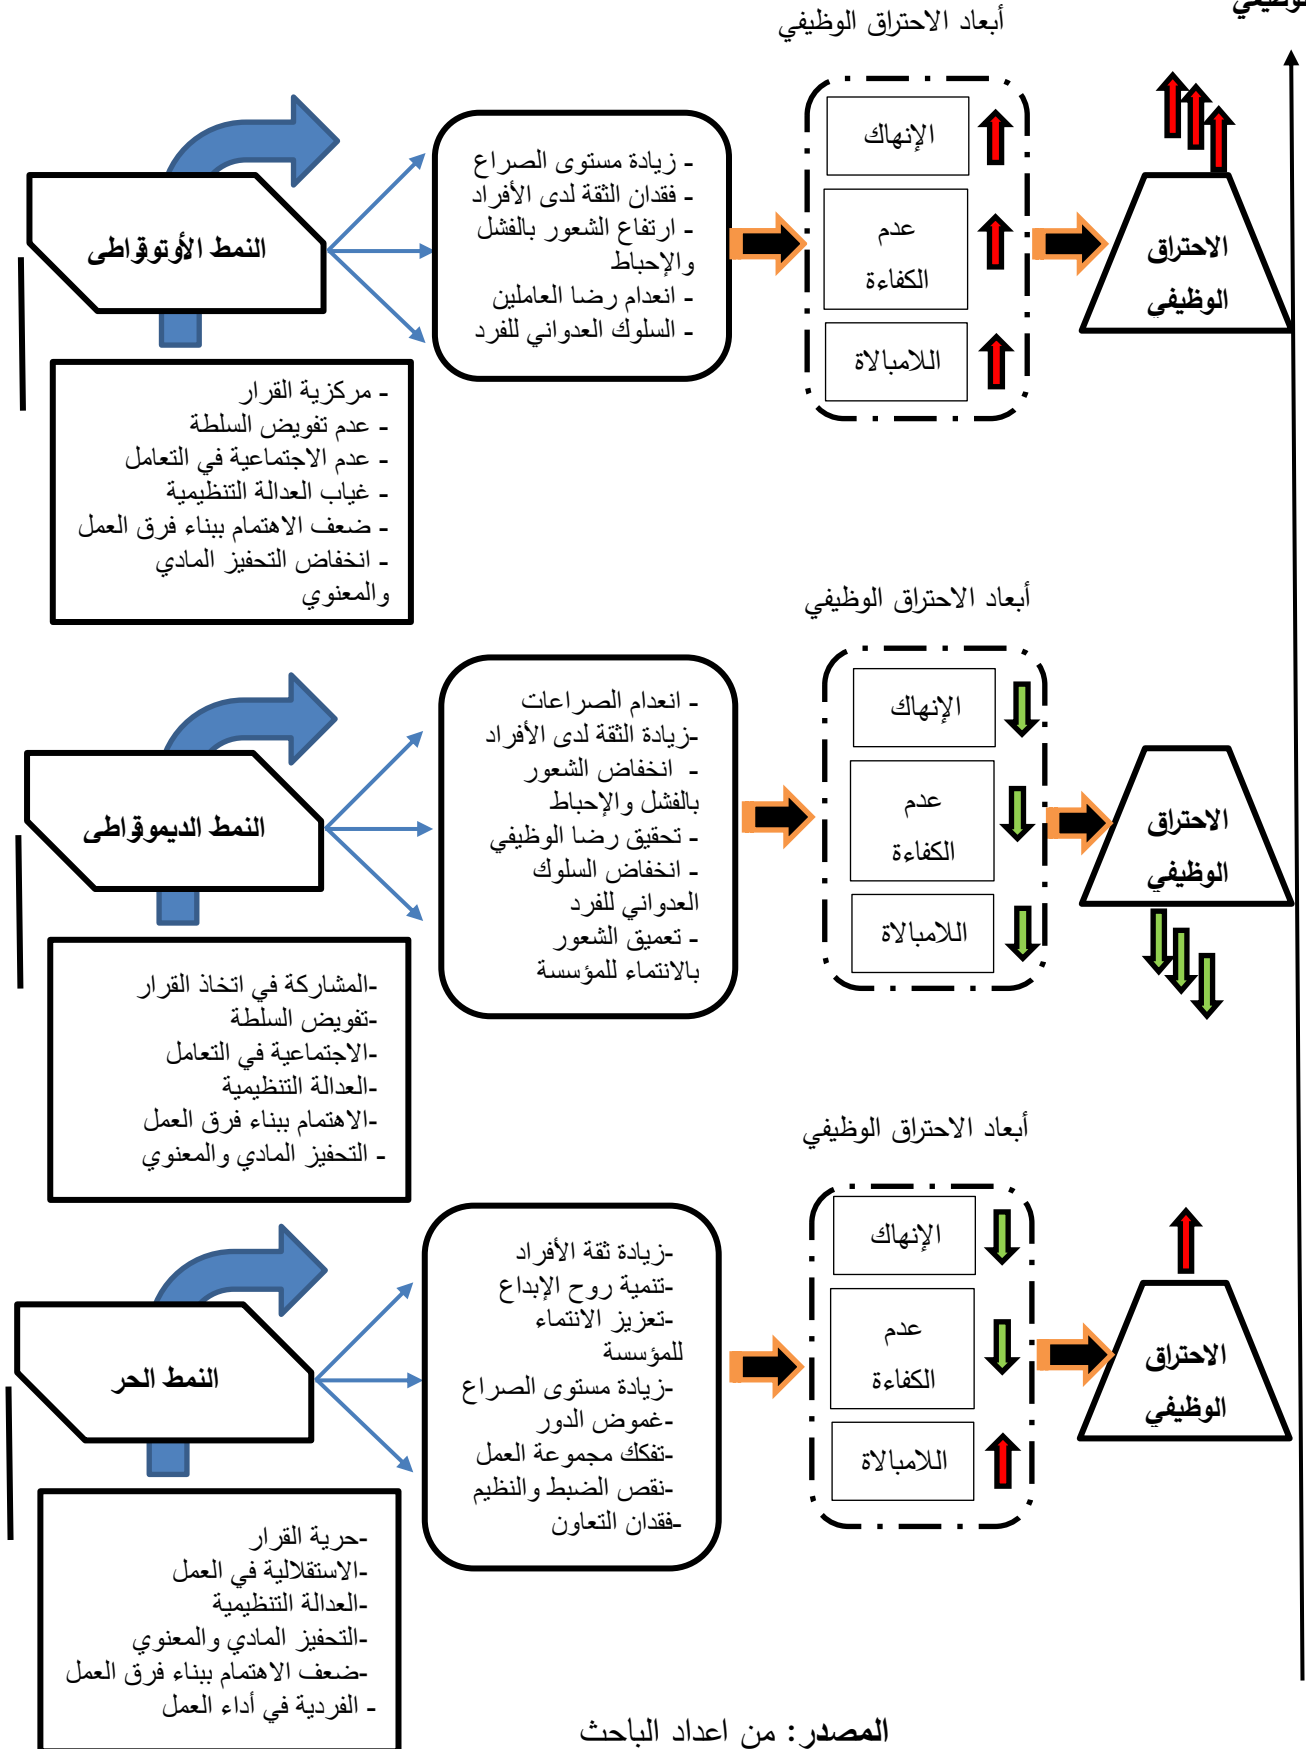 أبعاد الاحتراق الوظيفي
الإنهاك
عدم
الكفاءة
اللامبالاة
الاحتراق
الوظيفي
- زيادة مستوى الصراع
- فقدان الثقة لدى الأفراد
- ارتفاع الشعور بالفشل
والإحباط
- انعدام رضا العاملين
- السلوك العدواني للفرد
النمط الأوتوقراطي
- مركزية القرار
- عدم تفويض السلطة
- عدم الاجتماعية في التعامل
- غياب العدالة التنظيمية
- ضعف الاهتمام ببناء فرق العمل
- انخفاض التحفيز المادي
والمعنوي
أبعاد الاحتراق الوظيفي
الإنهاك
عدم
الكفاءة
اللامبالاة
الاحتراق
الوظيفي
- انعدام الصراعات
-زيادة الثقة لدى الأفراد
- انخفاض الشعور
بالفشل والإحباط
- تحقيق رضا الوظيفي
- انخفاض السلوك
العدواني للفرد
- تعميق الشعور
بالانتماء للمؤسسة
النمط الديموقراطي
-المشاركة في اتخاذ القرار
-تفويض السلطة
-الاجتماعية في التعامل
-العدالة التنظيمية
-الاهتمام ببناء فرق العمل
- التحفيز المادي والمعنوي
أبعاد الاحتراق الوظيفي
الإنهاك
عدم
الكفاءة
اللامبالاة
الاحتراق
الوظيفي
-زيادة ثقة الأفراد
-تنمية روح الإبداع
-تعزيز الانتماء
للمؤسسة
-زيادة مستوى الصراع
-غموض الدور
-تفكك مجموعة العمل
-نقص الضبط والنظيم
-فقدان التعاون
النمط الحر
-حرية القرار
-الاستقلالية في العمل
-العدالة التنظيمية
-التحفيز المادي والمعنوي
-ضعف الاهتمام ببناء فرق العمل
- الفردية في أداء العمل
المصدر: من اعداد الباحث